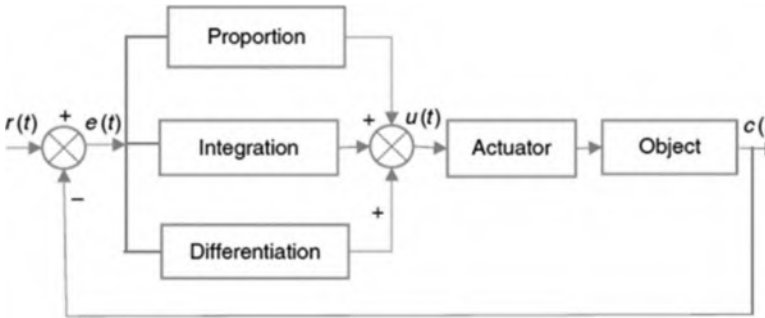 Proportion
r(t)
+
e(t)
Integration
+
u(t)
Actuator
Object
c(
−
Differentiation
+